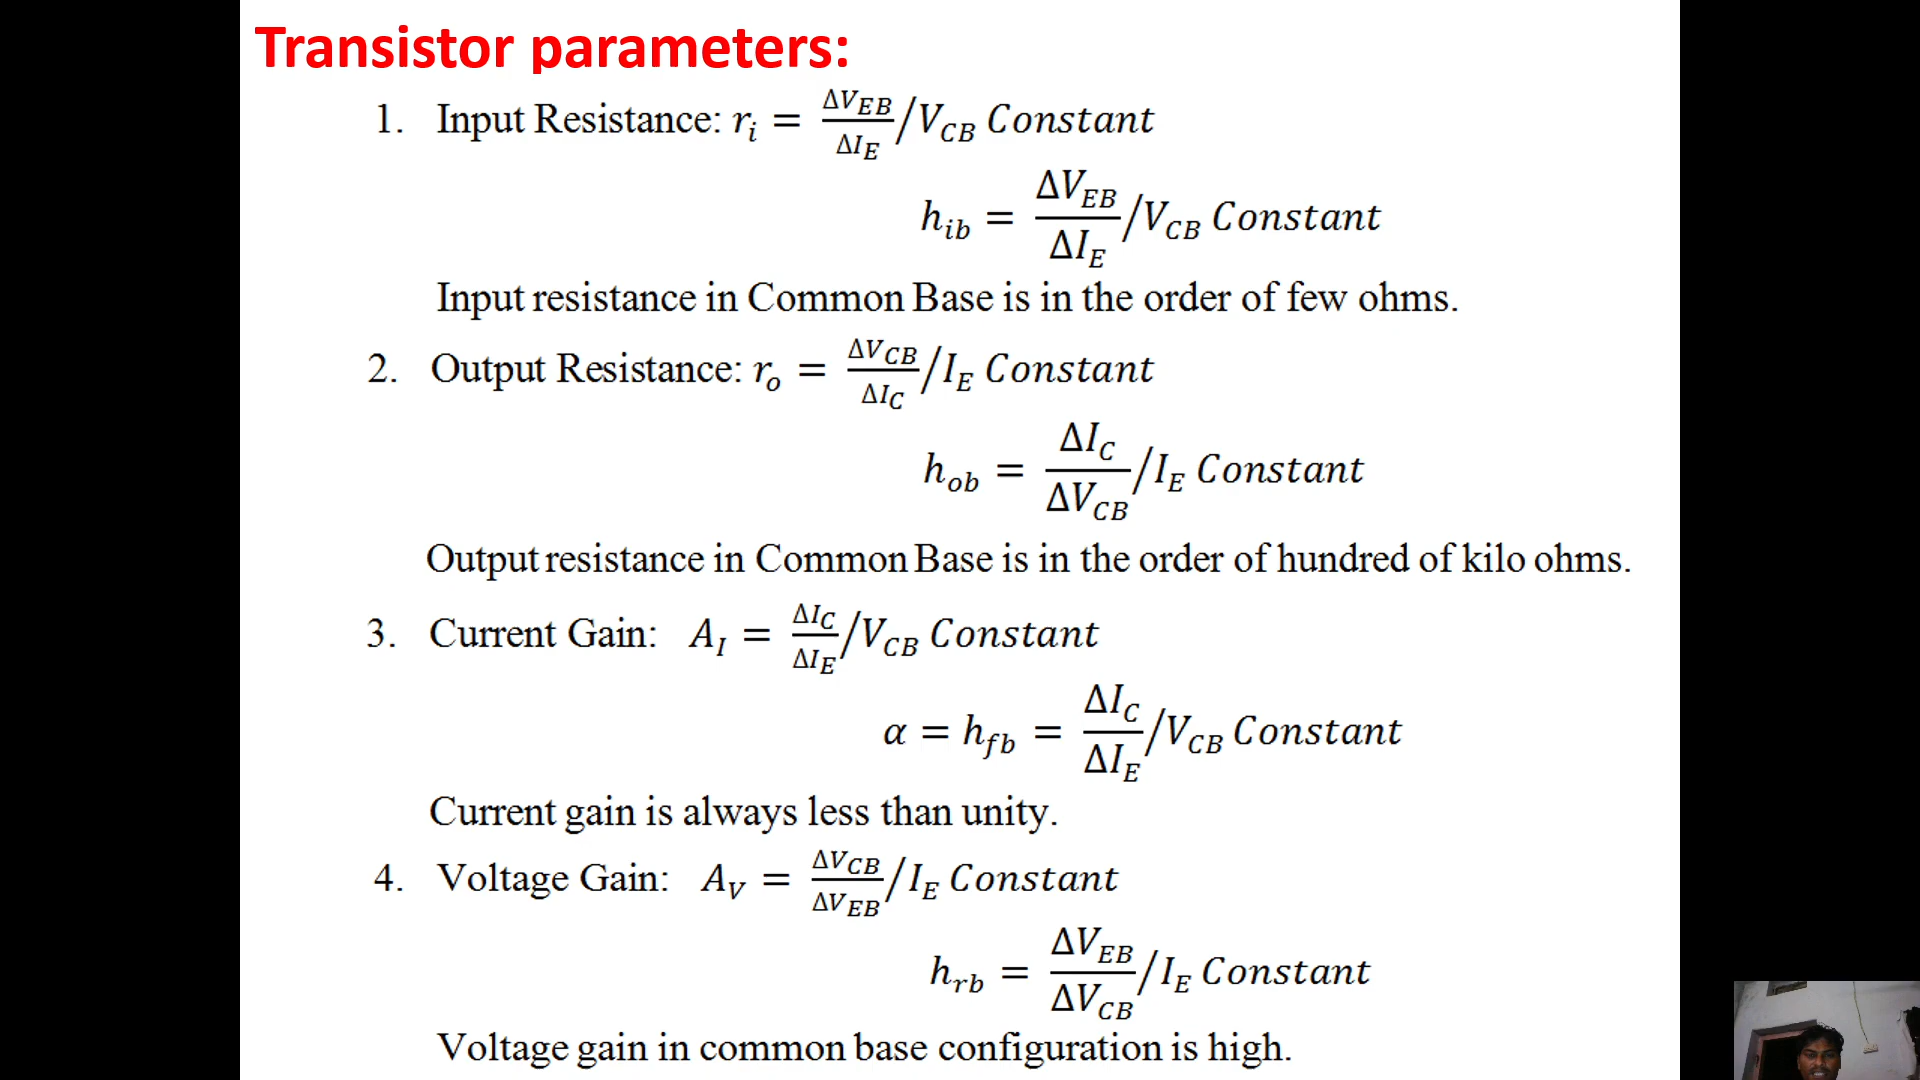 Transistor parameters:
1. Input Resistance: rᵢ = ΔV_EB/ΔI_E /V_CB Constant
h_ib = ΔV_EB/ΔI_E /V_CB Constant
Input resistance in Common Base is in the order of few ohms.
2. Output Resistance: r_o = ΔV_CB/ΔI_C /I_E Constant
h_ob = ΔI_C/ΔV_CB /I_E Constant
Output resistance in Common Base is in the order of hundred of kilo ohms.
3. Current Gain: A_I = ΔI_C/ΔI_E /V_CB Constant
α = h_fb = ΔI_C/ΔI_E /V_CB Constant
Current gain is always less than unity.
4. Voltage Gain: A_V = ΔV_CB/ΔV_EB /I_E Constant
h_rb = ΔV_EB/ΔV_CB /I_E Constant
Voltage gain in common base configuration is high.